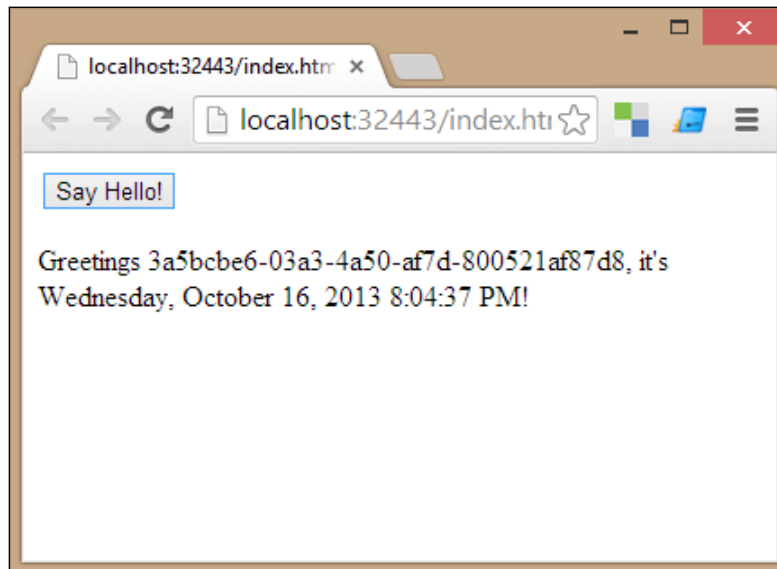 localhost:32443/index.htm
localhost:32443/index.htı
Say Hello!
Greetings 3a5bcbe6-03a3-4a50-af7d-800521af87d8, it's
Wednesday, October 16, 2013 8:04:37 PM!